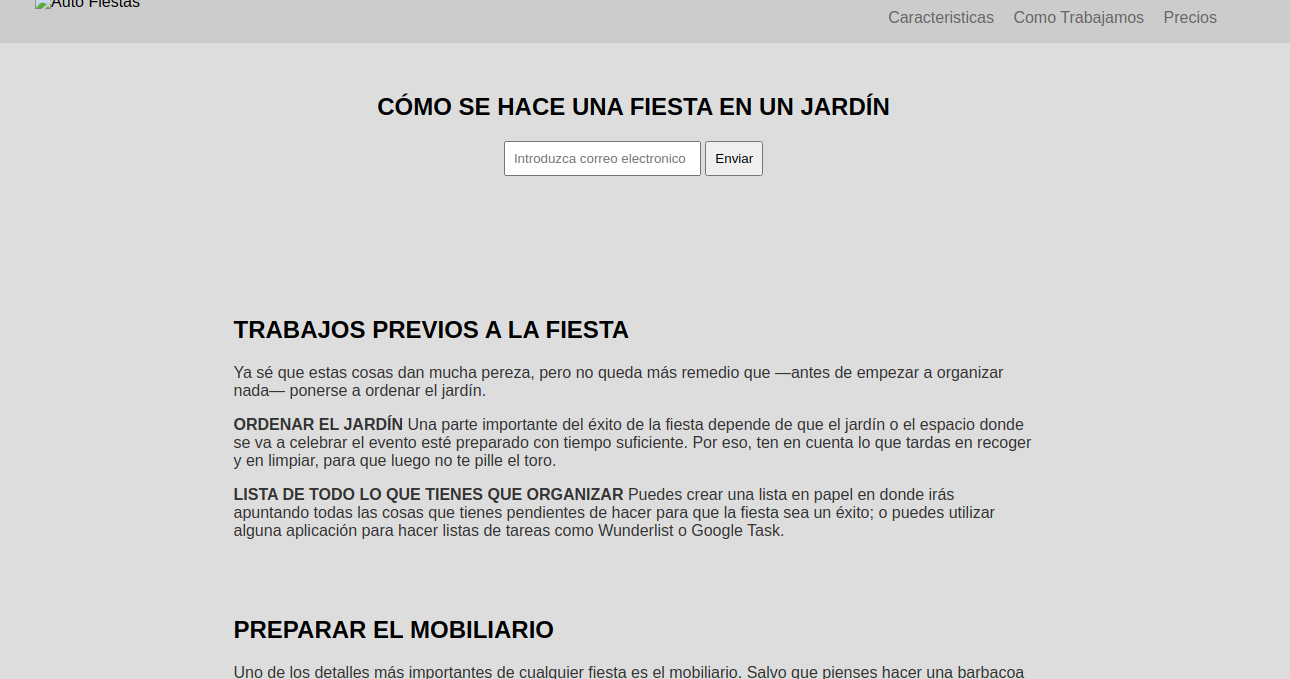 Auto Fiestas
Caracteristicas Como Trabajamos Precios
CÓMO SE HACE UNA FIESTA EN UN JARDÍN
Introduzca correo electronico Enviar
TRABAJOS PREVIOS A LA FIESTA
Ya sé que estas cosas dan mucha pereza, pero no queda más remedio que —antes de empezar a organizar
nada— ponerse a ordenar el jardín.
ORDENAR EL JARDÍN Una parte importante del éxito de la fiesta depende de que el jardín o el espacio donde
se va a celebrar el evento esté preparado con tiempo suficiente. Por eso, ten en cuenta lo que tardas en recoger
y en limpiar, para que luego no te pille el toro.
LISTA DE TODO LO QUE TIENES QUE ORGANIZAR Puedes crear una lista en papel en donde irás
apuntando todas las cosas que tienes pendientes de hacer para que la fiesta sea un éxito; o puedes utilizar
alguna aplicación para hacer listas de tareas como Wunderlist o Google Task.
PREPARAR EL MOBILIARIO
Uno de los detalles más importantes de cualquier fiesta es el mobiliario. Salvo que pienses hacer una barbacoa